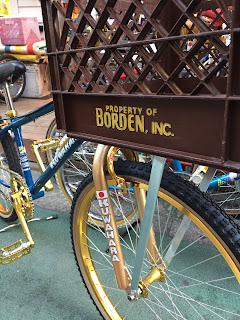 PROPERTY OF
BORDEN, INC.
KUWAHARA